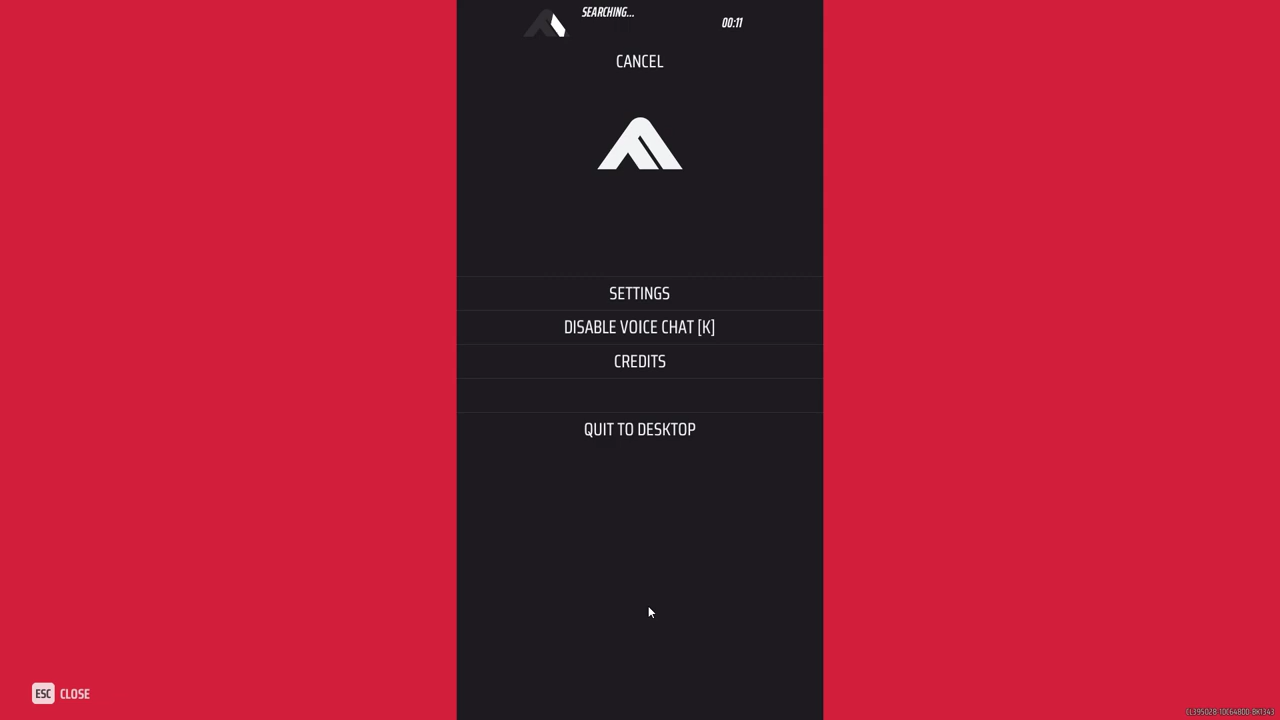 SEARCHING...
00:11
CANCEL
SETTINGS
DISABLE VOICE CHAT [K]
CREDITS
QUIT TO DESKTOP
ESC CLOSE